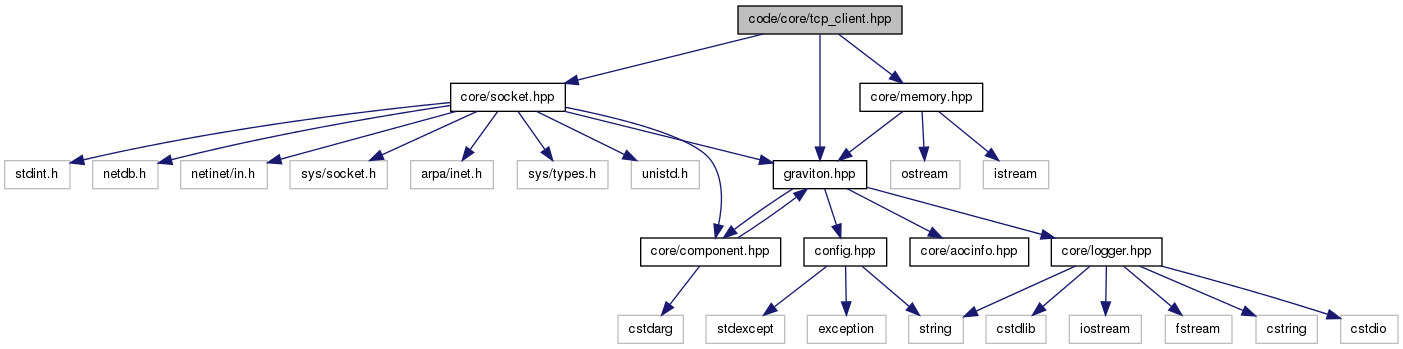 code/core/tcp_client.hpp
core/socket.hpp
core/memory.hpp
stdint.h
netdb.h
netinet/in.h
sys/socket.h
arpa/inet.h
sys/types.h
unistd.h
graviton.hpp
ostream
istream
core/component.hpp
config.hpp
core/aocinfo.hpp
core/logger.hpp
cstdarg
stdexcept
exception
string
cstdlib
iostream
fstream
cstring
cstdio